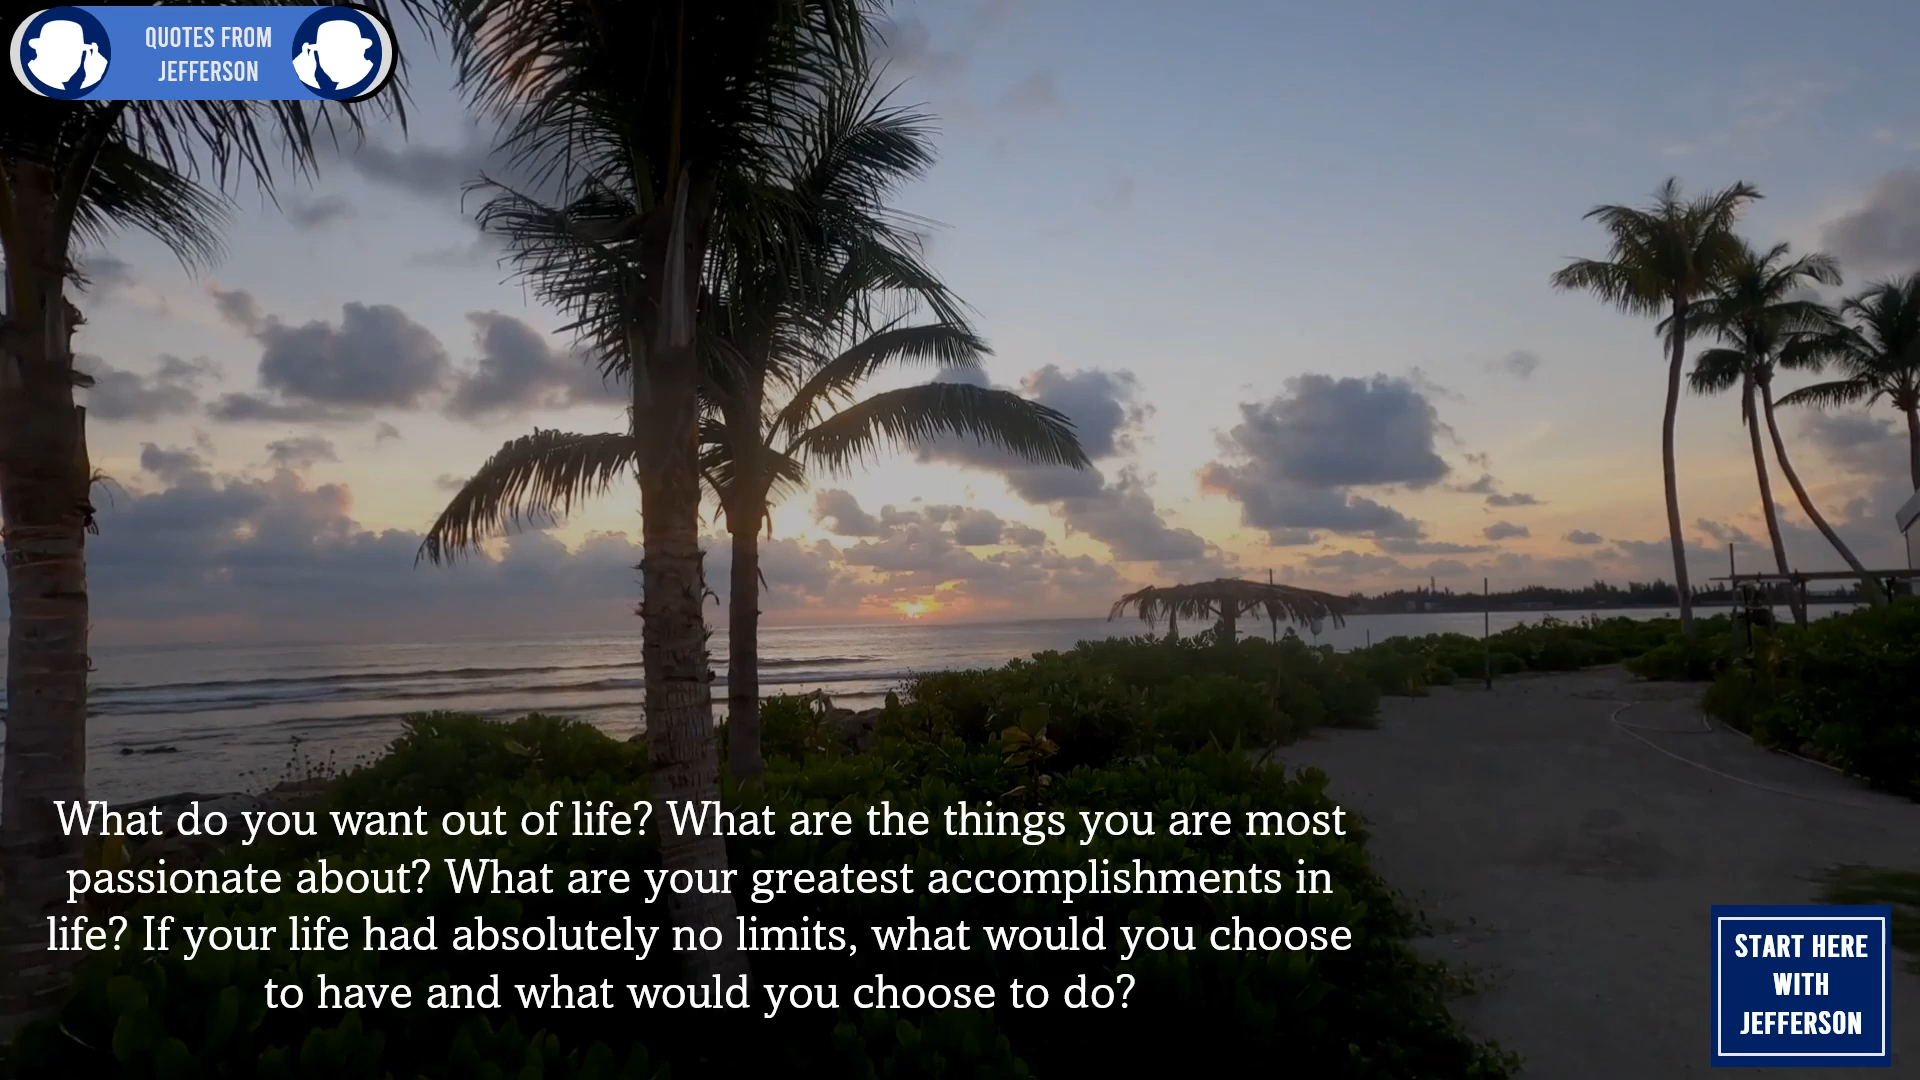 QUOTES FROM
JEFFERSON
What do you want out of life? What are the things you are most
passionate about? What are your greatest accomplishments in
life? If your life had absolutely no limits, what would you choose
to have and what would you choose to do?
START HERE
WITH
JEFFERSON